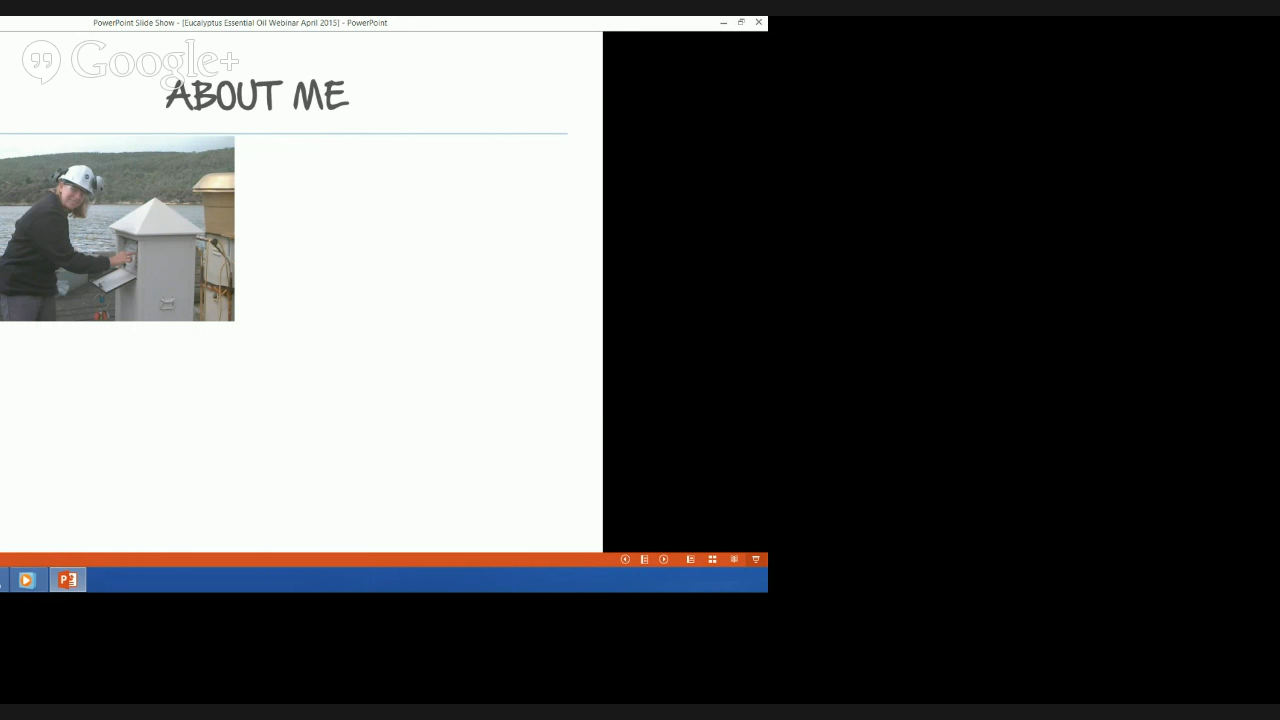 PowerPoint Slide Show - [Eucalyptus Essential Oil Webinar April 2015] - PowerPoint
Google+
ABOUT ME